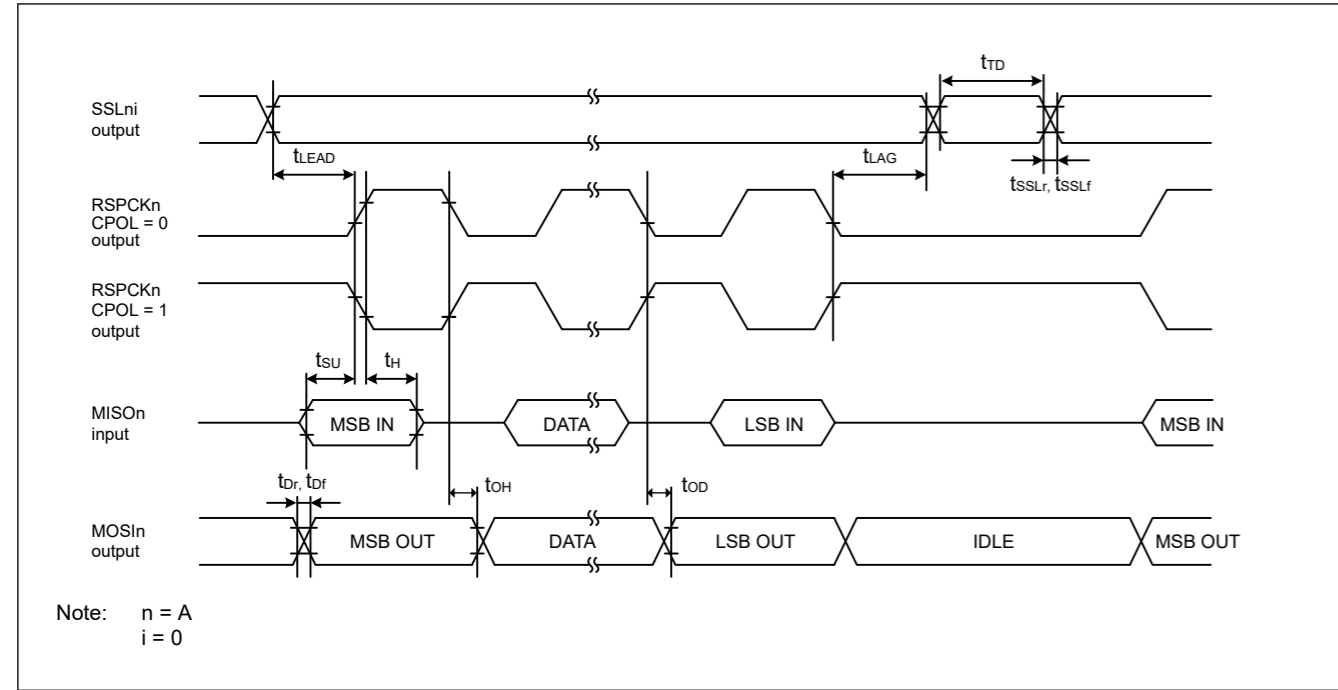 tTD
SSLni
output
tLEAD
tLAG
tSSLr, tSSLf
RSPCKn
CPOL = 0
output
RSPCKn
CPOL = 1
output
tSU
tH
MISOn
input
MSB IN
DATA
LSB IN
MSB IN
tDr, tDf
tOH
tOD
MOSIn
output
MSB OUT
DATA
LSB OUT
IDLE
MSB OUT
Note: n = A
i = 0